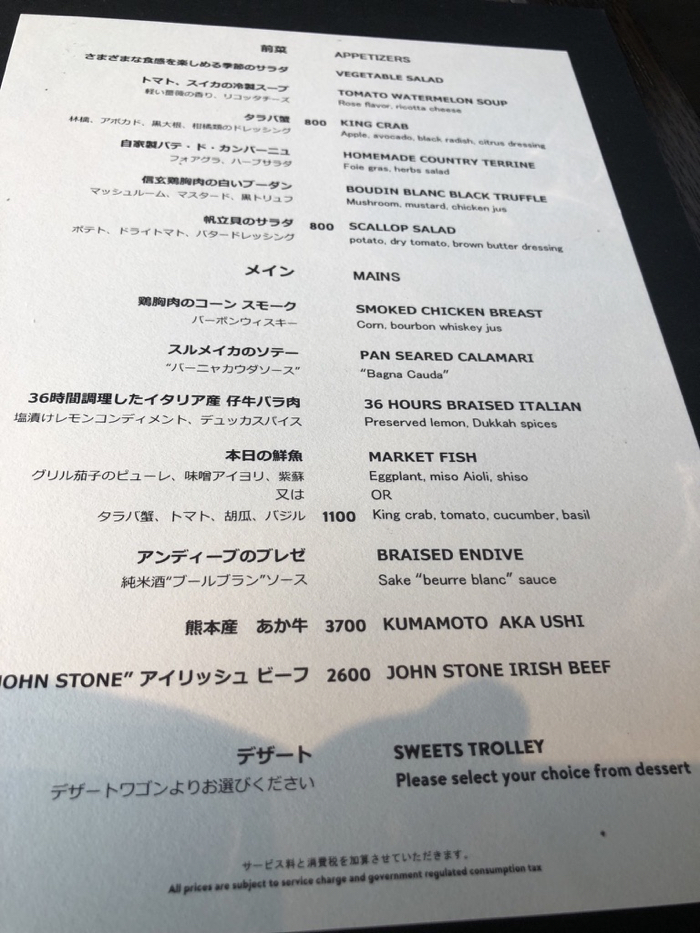 前菜 APPETIZERS
さまざまな食感を楽しめる季節のサラダ VEGETABLE SALAD
トマト、スイカの冷製スープ TOMATO WATERMELON SOUP
軽い薔薇の香り、リコッタチーズ Rose flavor, ricotta cheese
タラバ蟹 800 KING CRAB
林檎、アボカド、黒大根、柑橘類のドレッシング Apple, avocado, black radish, citrus dressing
自家製パテ・ド・カンパーニュ HOMEMADE COUNTRY TERRINE
フォアグラ、ハーブサラダ Foie gras, herbs salad
信玄鶏胸肉の白いブーダン BOUDIN BLANC BLACK TRUFFLE
マッシュルーム、マスタード、黒トリュフ Mushroom, mustard, chicken jus
帆立貝のサラダ 800 SCALLOP SALAD
ポテト、ドライトマト、バタードレッシング potato, dry tomato, brown butter dressing
メイン MAINS
鶏胸肉のコーン スモーク SMOKED CHICKEN BREAST
バーボンウィスキー Corn, bourbon whiskey jus
スルメイカのソテー PAN SEARED CALAMARI
“バーニャカウダソース” “Bagna Cauda”
36時間調理したイタリア産 仔牛バラ肉 36 HOURS BRAISED ITALIAN
塩漬けレモンコンディメント、デュッカスパイス Preserved lemon, Dukkah spices
本日の鮮魚 MARKET FISH
グリル茄子のピューレ、味噌アイヨリ、紫蘇 Eggplant, miso Aioli, shiso
又は OR
タラバ蟹、トマト、胡瓜、バジル 1100 King crab, tomato, cucumber, basil
アンディーブのブレゼ BRAISED ENDIVE
純米酒“ブールブラン”ソース Sake “beurre blanc” sauce
熊本産 あか牛 3700 KUMAMOTO AKA USHI
JOHN STONE” アイリッシュ ビーフ 2600 JOHN STONE IRISH BEEF
デザート SWEETS TROLLEY
デザートワゴンよりお選びください Please select your choice from dessert
サービス料と消費税を加算させていただきます。
All prices are subject to service charge and government regulated consumption tax